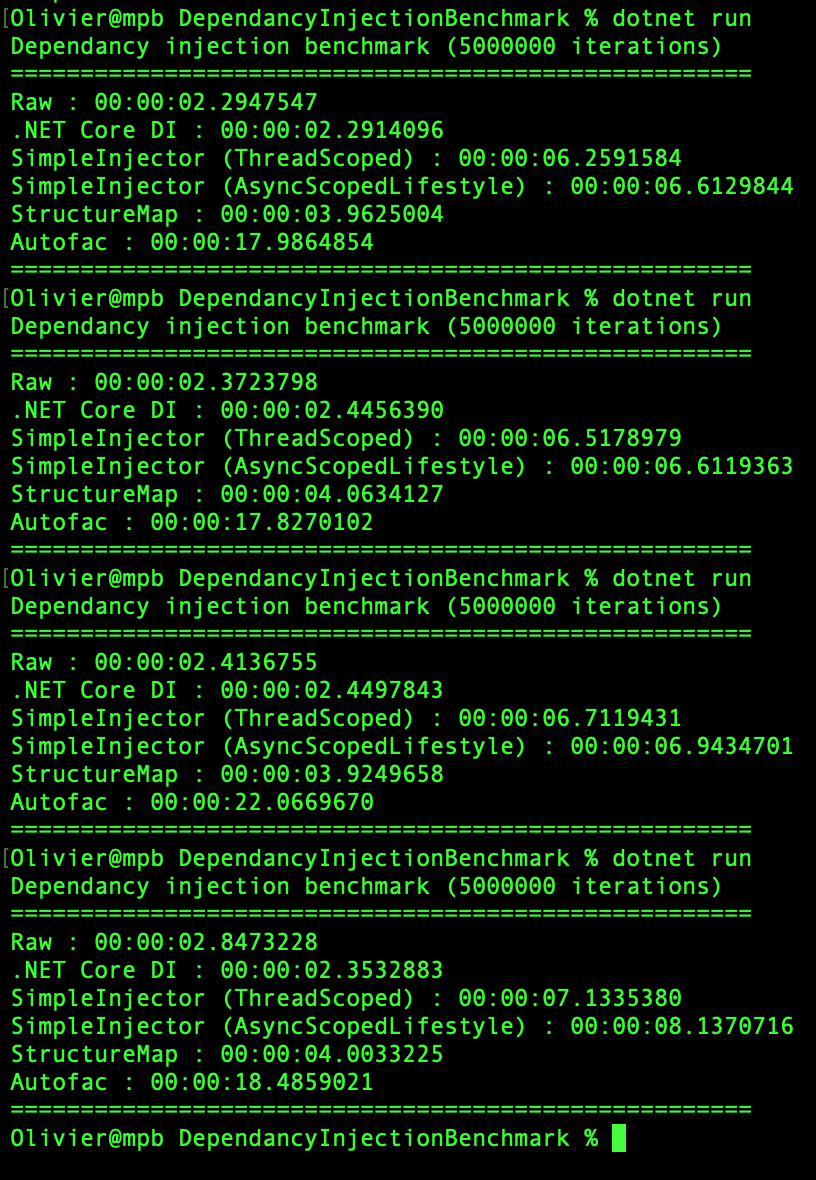 [Olivier@mpb DependancyInjectionBenchmark % dotnet run
Dependancy injection benchmark (5000000 iterations)
=====================================================
Raw : 00:00:02.2947547
.NET Core DI : 00:00:02.2914096
SimpleInjector (ThreadScoped) : 00:00:06.2591584
SimpleInjector (AsyncScopedLifestyle) : 00:00:06.6129844
StructureMap : 00:00:03.9625004
Autofac : 00:00:17.9864854
=====================================================
[Olivier@mpb DependancyInjectionBenchmark % dotnet run
Dependancy injection benchmark (5000000 iterations)
=====================================================
Raw : 00:00:02.3723798
.NET Core DI : 00:00:02.4456390
SimpleInjector (ThreadScoped) : 00:00:06.5178979
SimpleInjector (AsyncScopedLifestyle) : 00:00:06.6119363
StructureMap : 00:00:04.0634127
Autofac : 00:00:17.8270102
=====================================================
[Olivier@mpb DependancyInjectionBenchmark % dotnet run
Dependancy injection benchmark (5000000 iterations)
=====================================================
Raw : 00:00:02.4136755
.NET Core DI : 00:00:02.4497843
SimpleInjector (ThreadScoped) : 00:00:06.7119431
SimpleInjector (AsyncScopedLifestyle) : 00:00:06.9434701
StructureMap : 00:00:03.9249658
Autofac : 00:00:22.0669670
=====================================================
[Olivier@mpb DependancyInjectionBenchmark % dotnet run
Dependancy injection benchmark (5000000 iterations)
=====================================================
Raw : 00:00:02.8473228
.NET Core DI : 00:00:02.3532883
SimpleInjector (ThreadScoped) : 00:00:07.1335380
SimpleInjector (AsyncScopedLifestyle) : 00:00:08.1370716
StructureMap : 00:00:04.0033225
Autofac : 00:00:18.4859021
=====================================================
Olivier@mpb DependancyInjectionBenchmark %